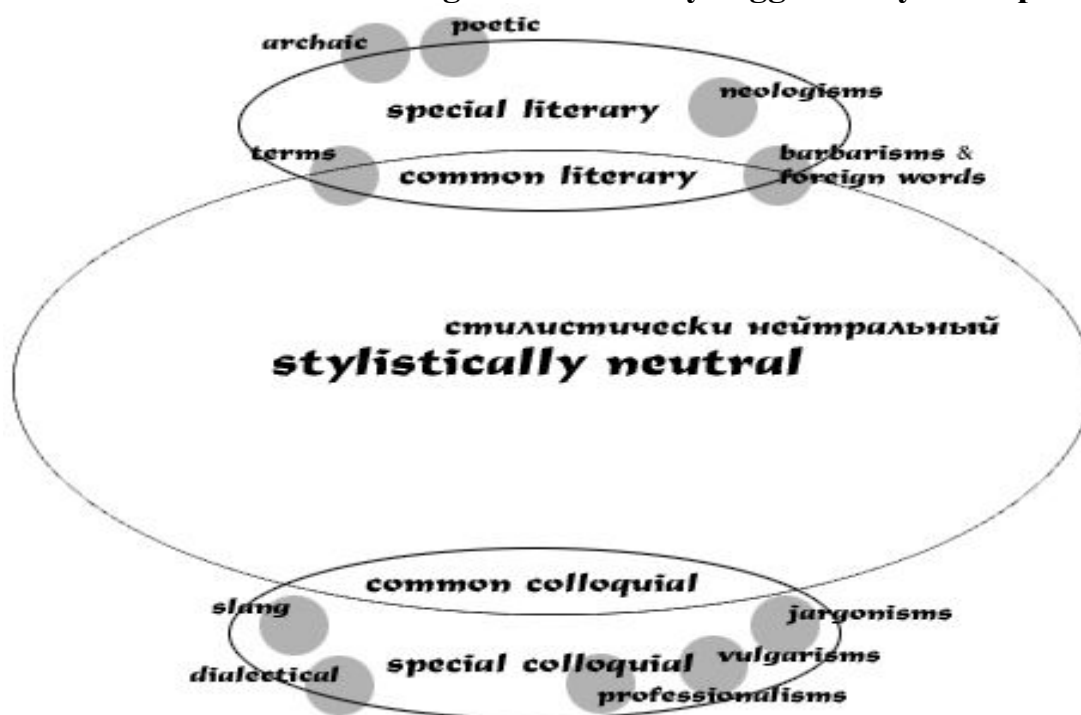 poetic
archaic
neologisms
special literary
terms
barbarisms &
common literary
foreign words
стилистически нейтральный
stylistically neutral
common colloquial
slang
jargonisms
special colloquial
vulgarisms
dialectical
professionalisms